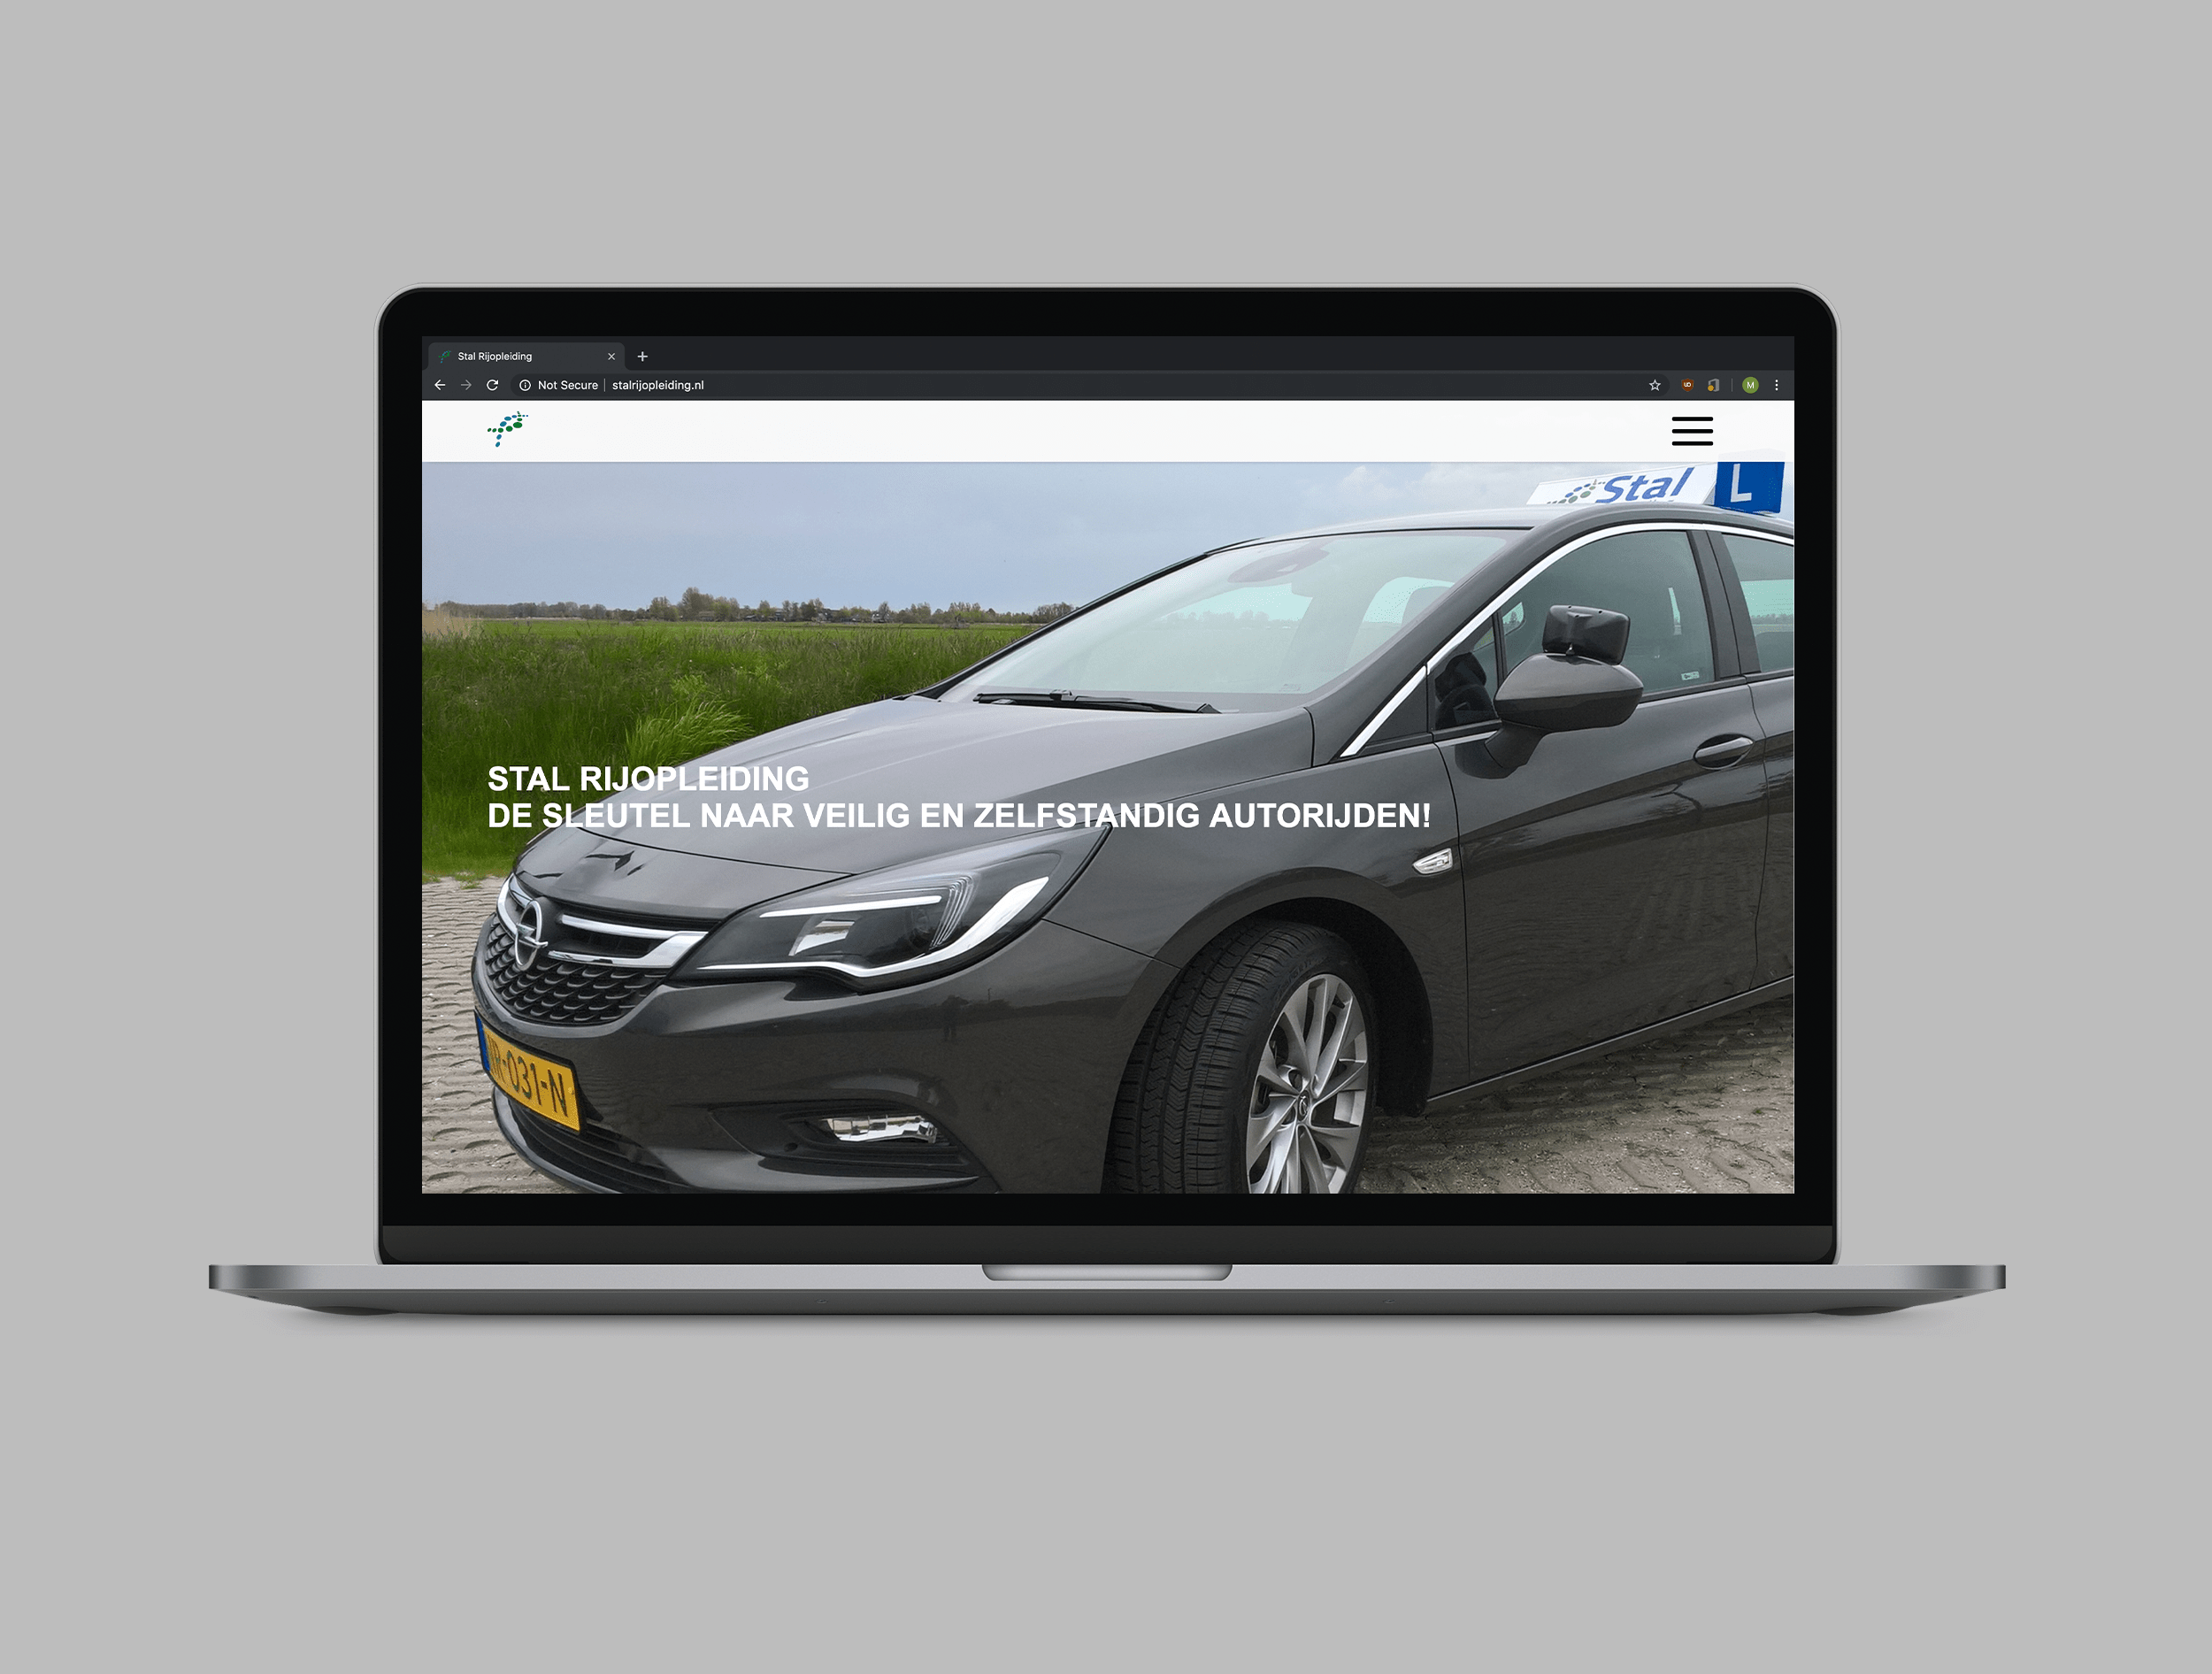 Stal Rijopleiding
Not Secure | stalrijopleiding.nl
M
Stal
L
STAL RIJOPLEIDING
DE SLEUTEL NAAR VEILIG EN ZELFSTANDIG AUTORIJDEN!
R-031-N